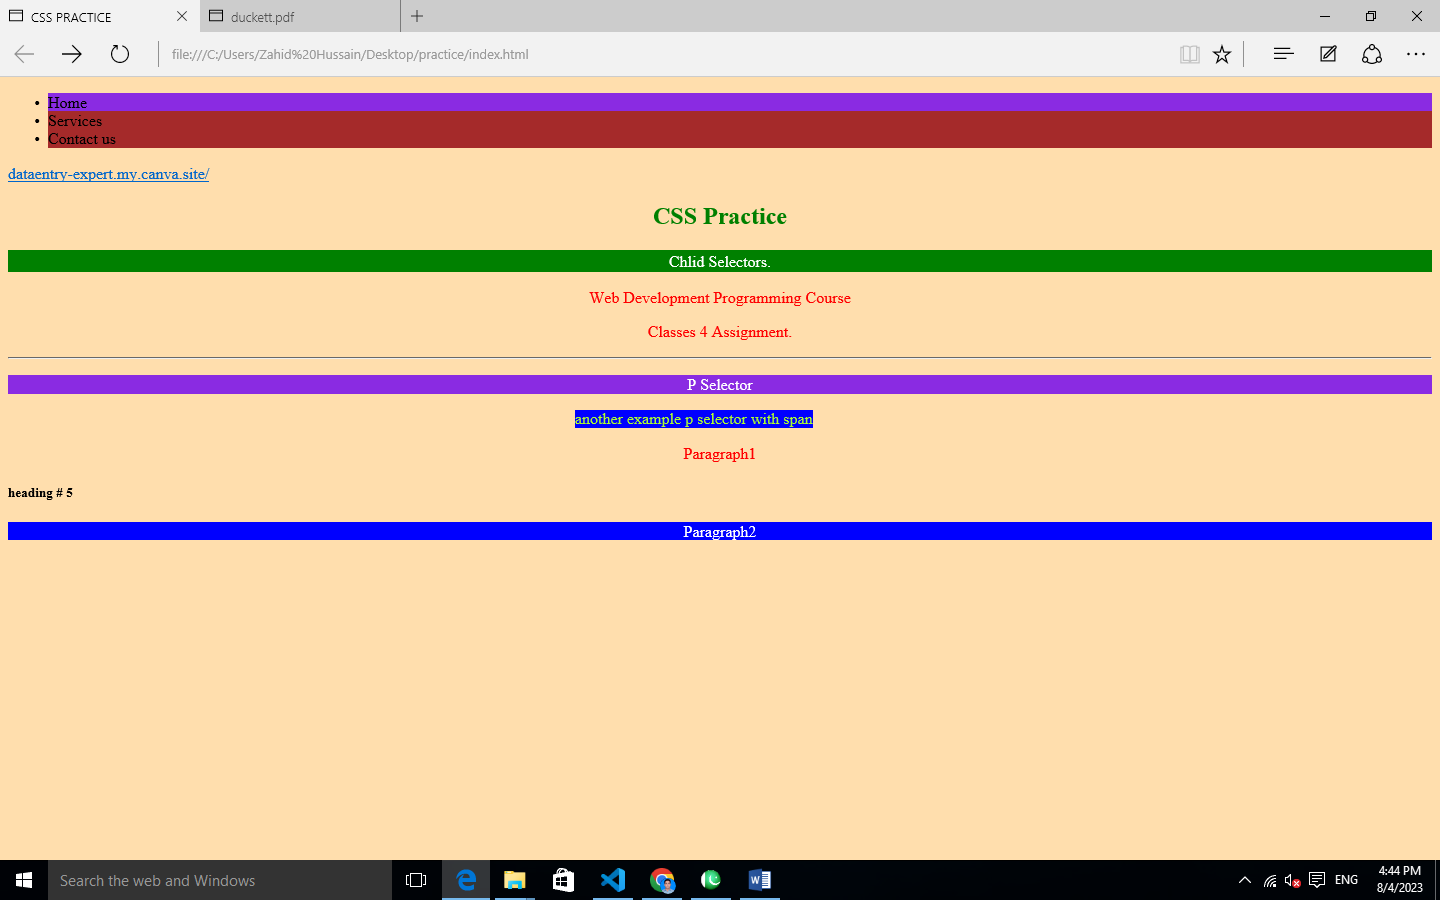 CSS PRACTICE
duckett.pdf
file:///C:/Users/Zahid%20Hussain/Desktop/practice/index.html
• Home
• Services
• Contact us
dataentry-expert.my.canva.site/
CSS Practice
Chlid Selectors.
Web Development Programming Course
Classes 4 Assignment.
P Selector
another example p selector with span
Paragraph1
heading # 5
Paragraph2
Search the web and Windows
ENG
4:44 PM
8/4/2023